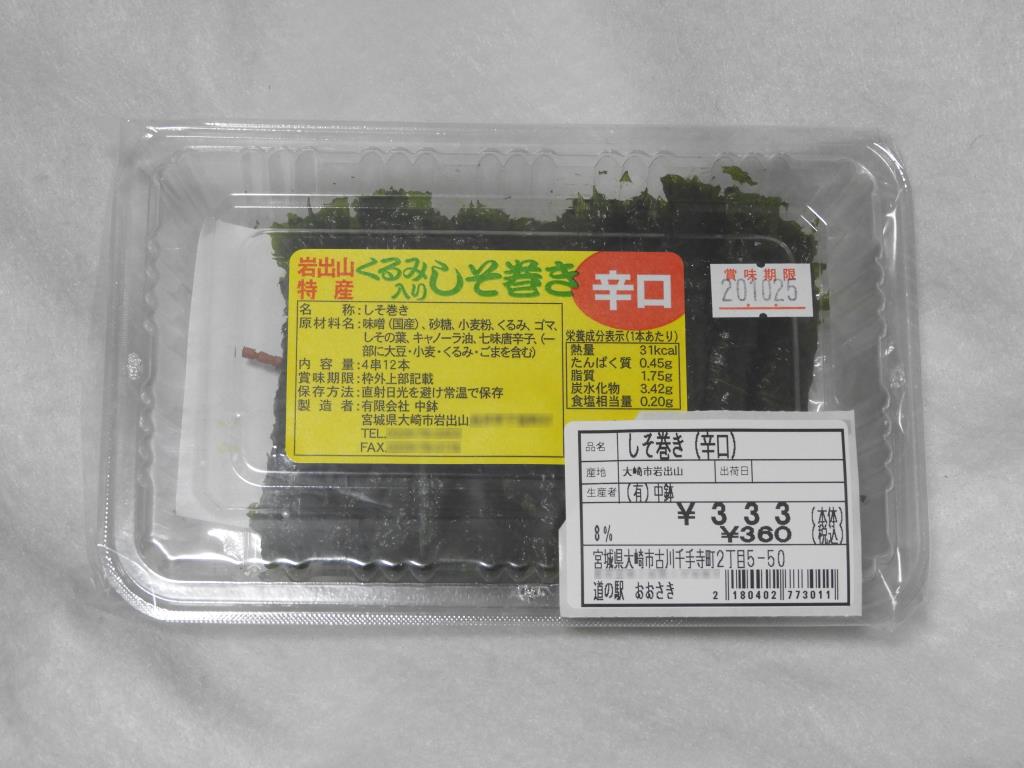 岩出山
特産
くるみ
入り
しそ巻き
辛口
賞味期限
201025
名称:しそ巻き
原材料名:味噌(国産)、砂糖、小麦粉、くるみ、ゴマ、
しその葉、キャノーラ油、七味唐辛子、(一
部に大豆・小麦・くるみ・ごまを含む)
内容量:4串12本
賞味期限:枠外上部記載
保存方法:直射日光を避け常温で保存
製造者:有限会社 中鉢
宮城県大崎市岩出山
TEL.
FAX.
栄養成分表示(1本あたり)
熱量 31kcal
たんぱく質 0.45g
脂質 1.75g
炭水化物 3.42g
食塩相当量 0.20g
品名 しそ巻き(辛口)
産地 大崎市岩出山 出荷日
生産者 (有)中鉢
¥333 (本体)
8% ¥360 (税込)
宮城県大崎市古川千手寺町2丁目5-50
道の駅 おおさき 2 180402 773011